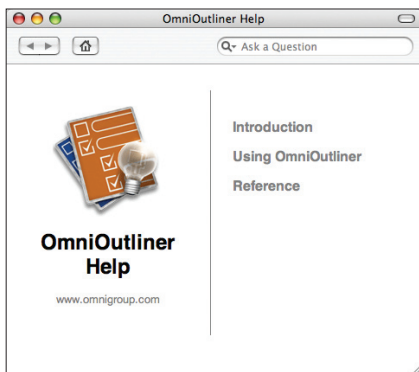 OmniOutliner Help
Ask a Question
OmniOutliner
Help
www.omnigroup.com
Introduction
Using OmniOutliner
Reference